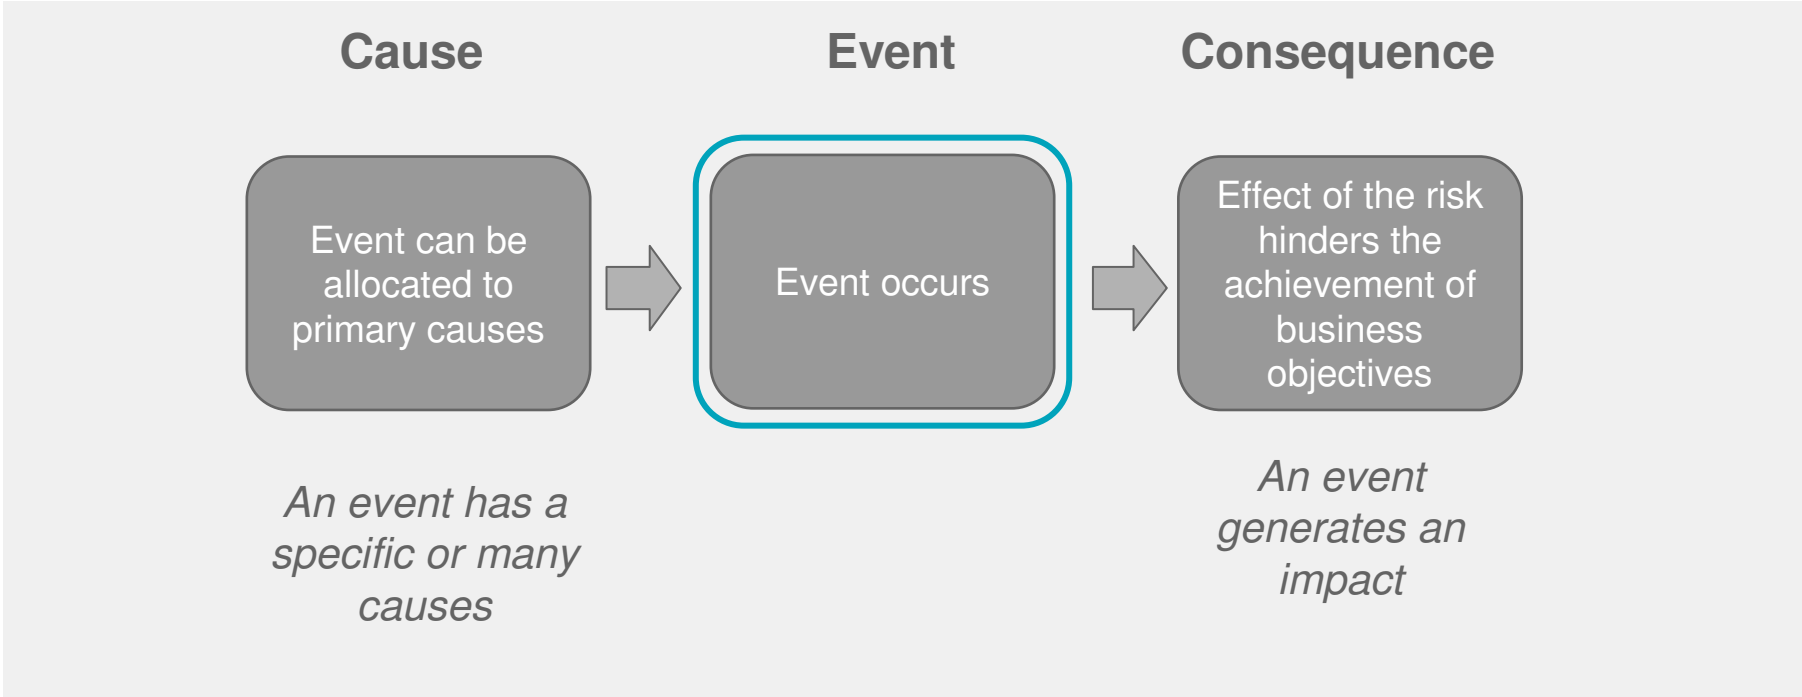 Cause
Event
Consequence
Event can be
allocated to
primary causes
Event occurs
Effect of the risk
hinders the
achievement of
business
objectives
An event has a
specific or many
causes
An event
generates an
impact